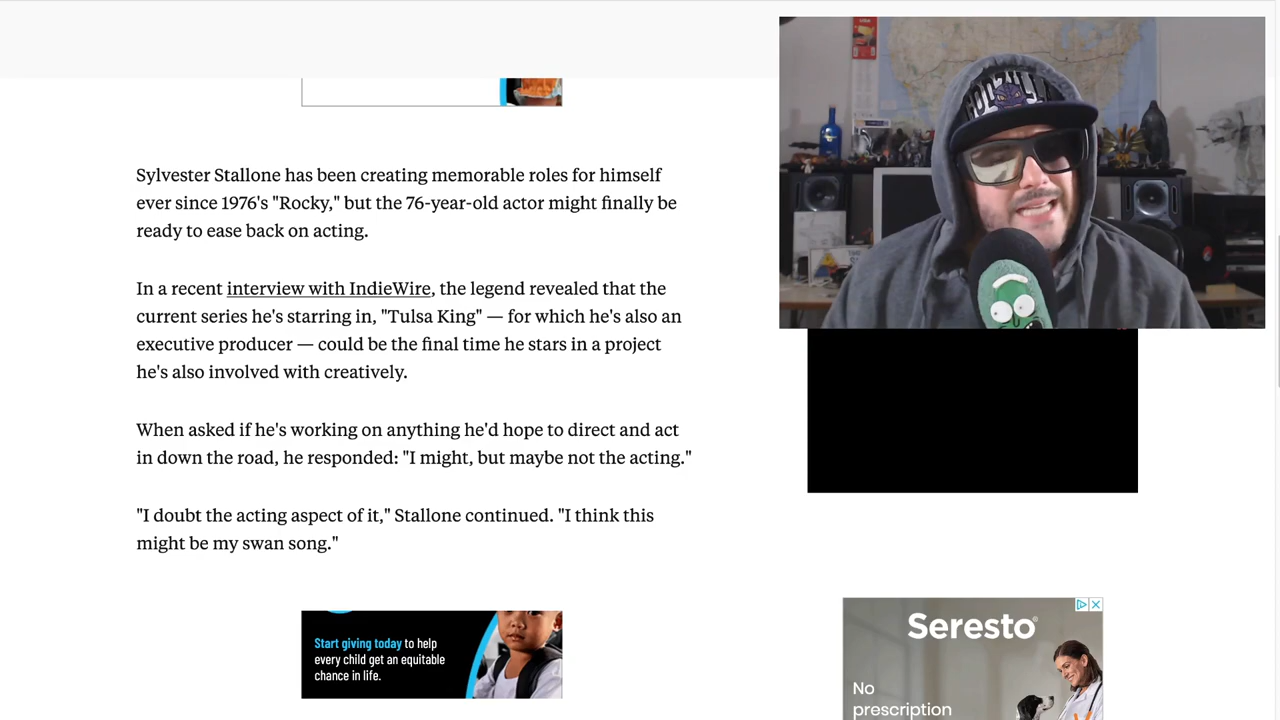 Sylvester Stallone has been creating memorable roles for himself
ever since 1976's "Rocky," but the 76-year-old actor might finally be
ready to ease back on acting.
In a recent interview with IndieWire, the legend revealed that the
current series he's starring in, "Tulsa King" — for which he's also an
executive producer — could be the final time he stars in a project
he's also involved with creatively.
When asked if he's working on anything he'd hope to direct and act
in down the road, he responded: "I might, but maybe not the acting."
"I doubt the acting aspect of it," Stallone continued. "I think this
might be my swan song."
Start giving today to help
every child get an equitable
chance in life.
Seresto
No
prescription